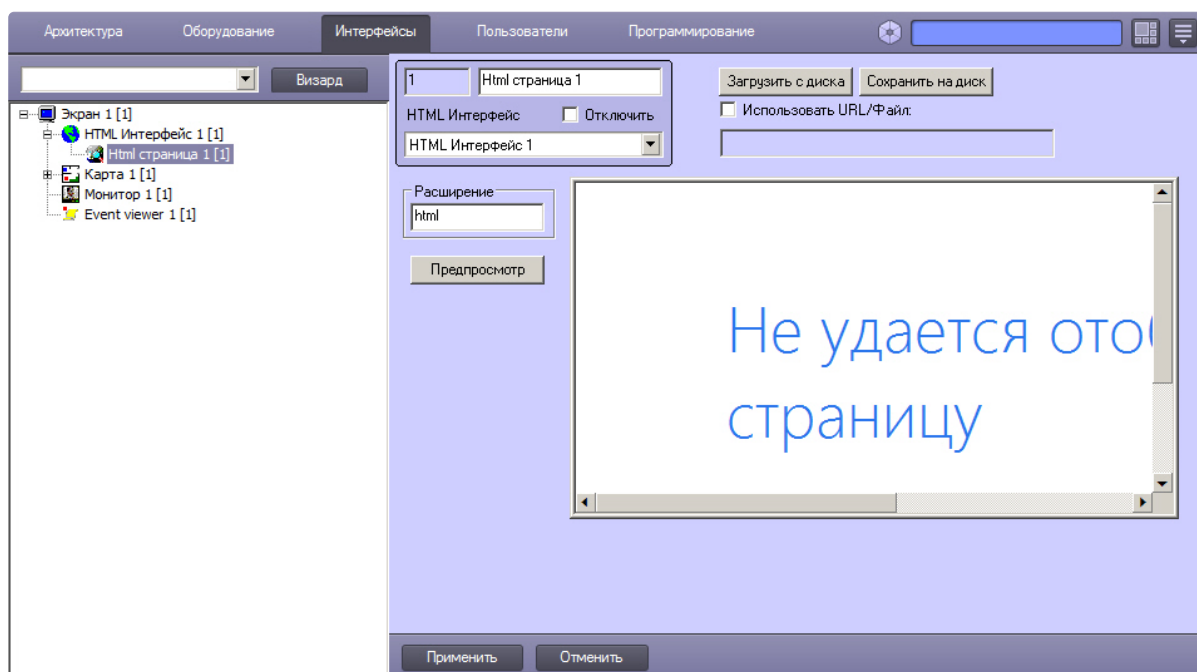 Архитектура Оборудование Интерфейсы Пользователи Программирование
Визард
Экран 1 [1]
HTML Интерфейс 1 [1]
Html страница 1 [1]
Карта 1 [1]
Монитор 1 [1]
Event viewer 1 [1]
1 Html страница 1
HTML Интерфейс Отключить
HTML Интерфейс 1
Загрузить с диска Сохранить на диск
Использовать URL/Файл:
Расширение
html
Предпросмотр
Не удается
страницу
Применить Отменить